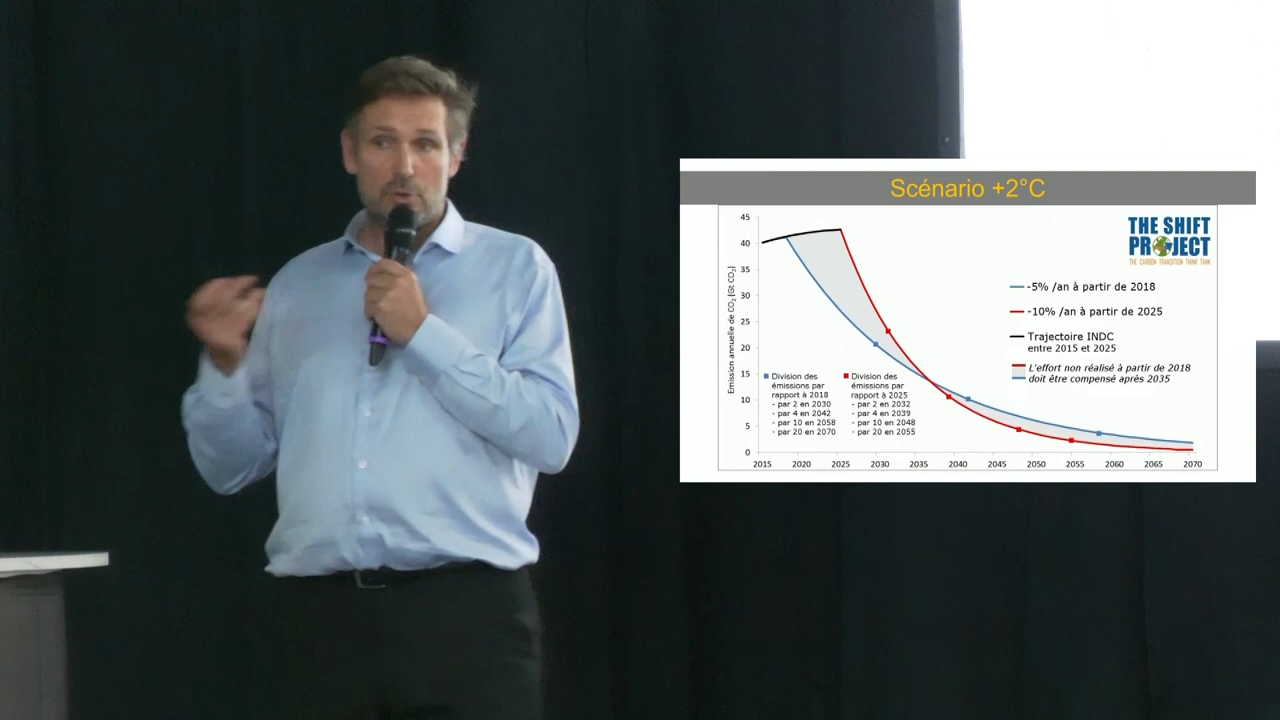 Scénario +2°C
THE SHIFT
PROJECT
THE CARBON TRANSITION THINK TANK
Emission annuelle de CO₂ [Gt CO₂]
45
40
35
30
25
20
15
10
5
0
2015 2020 2025 2030 2035 2040 2045 2050 2055 2060 2065 2070
-5% /an à partir de 2018
-10% /an à partir de 2025
Trajectoire INDC
entre 2015 et 2025
L'effort non réalisé à partir de 2018
doit être compensé après 2035
Division des
émissions par
rapport à 2018
- par 2 en 2030
- par 4 en 2042
- par 10 en 2058
- par 20 en 2070
Division des
émissions par
rapport à 2025
- par 2 en 2032
- par 4 en 2039
- par 10 en 2048
- par 20 en 2055